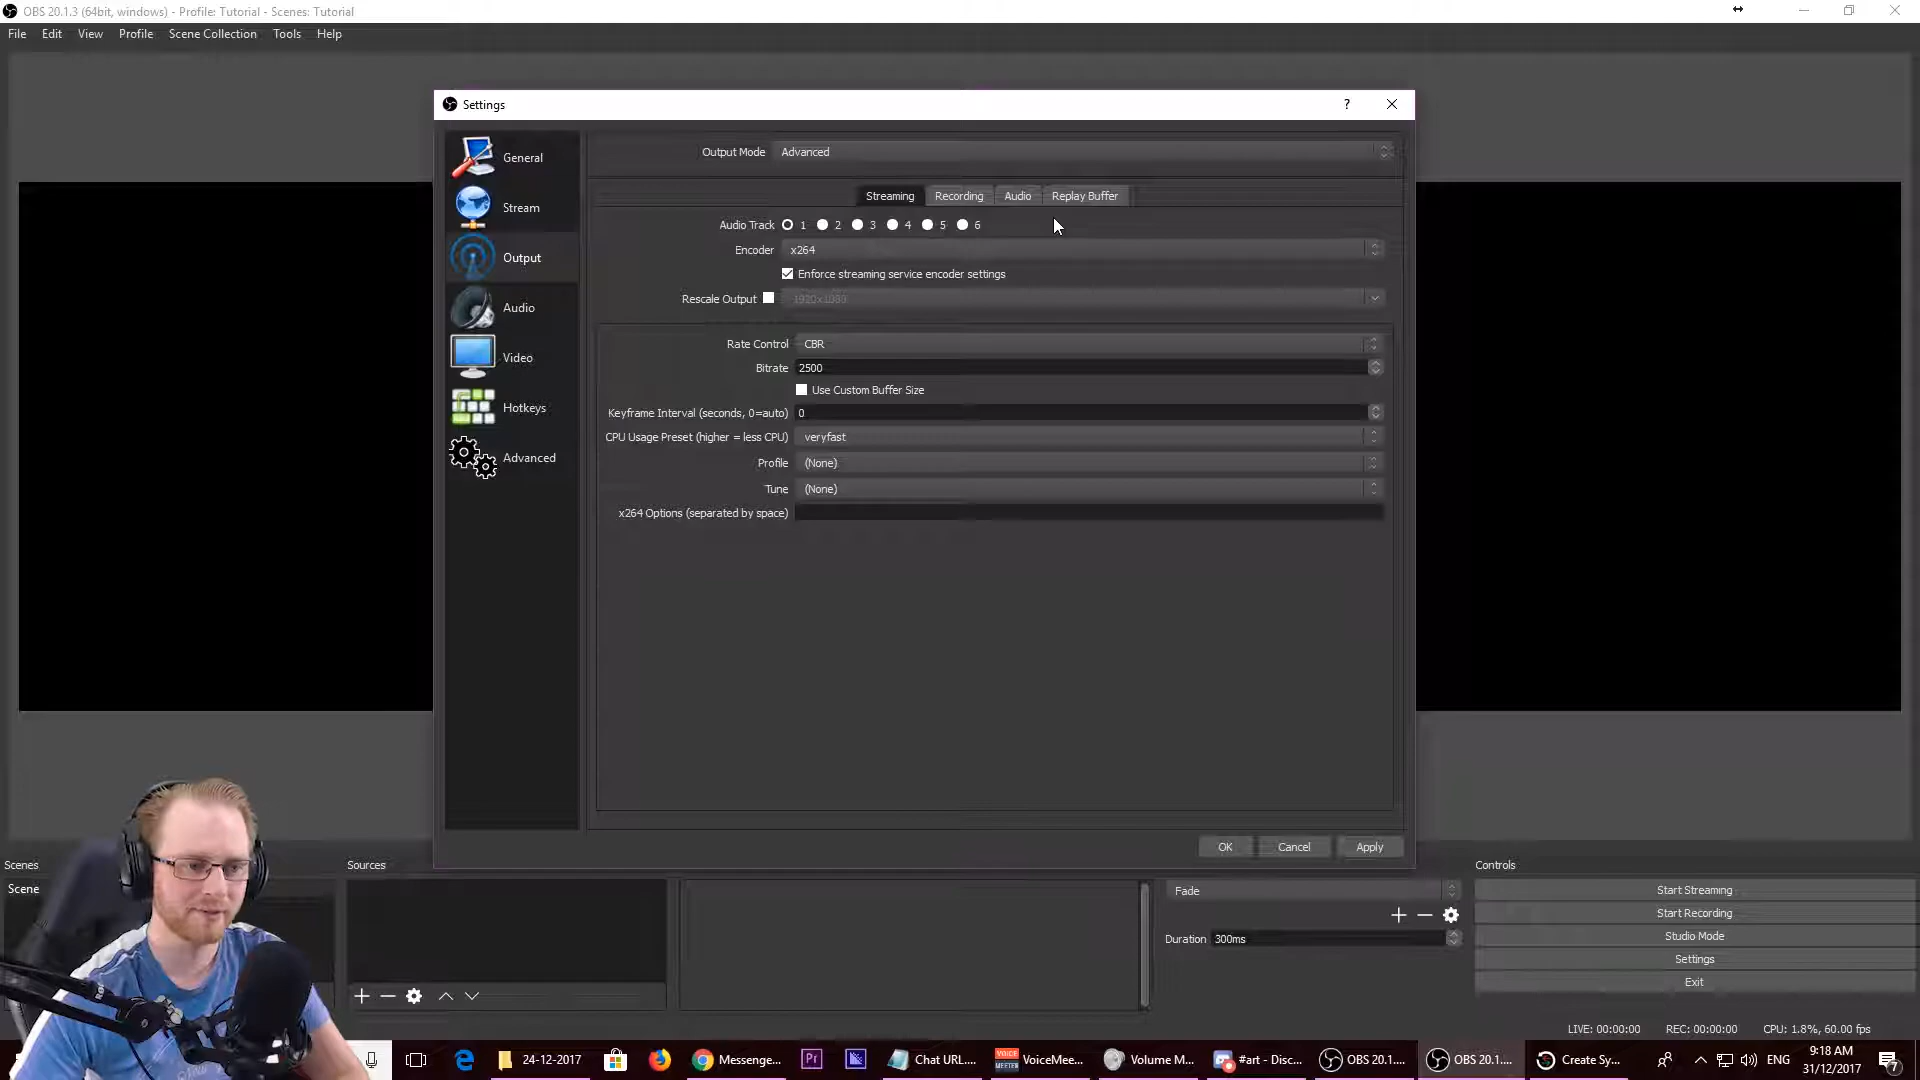 OBS 20.1.3 (64bit, windows) - Profile: Tutorial - Scenes: Tutorial
File Edit View Profile Scene Collection Tools Help
Settings
?
General
Stream
Output
Audio
Video
Hotkeys
Advanced
Output Mode Advanced
Streaming Recording Audio Replay Buffer
Audio Track 1 2 3 4 5 6
Encoder x264
Enforce streaming service encoder settings
Rescale Output 1920x1080
Rate Control CBR
Bitrate 2500
Use Custom Buffer Size
Keyframe Interval (seconds, 0=auto) 0
CPU Usage Preset (higher = less CPU) veryfast
Profile (None)
Tune (None)
x264 Options (separated by space)
OK Cancel Apply
Scenes
Scene
Sources
Fade
Duration 300ms
Controls
Start Streaming
Start Recording
Studio Mode
Settings
Exit
LIVE: 00:00:00 REC: 00:00:00 CPU: 1.8%, 60.00 fps
24-12-2017 Messenge... Pr Chat URL.... VOICE MEETER VoiceMee... Volume M... #art - Disc... OBS 20.1.... OBS 20.1.... Create Sy... ENG
9:18 AM
31/12/2017
7